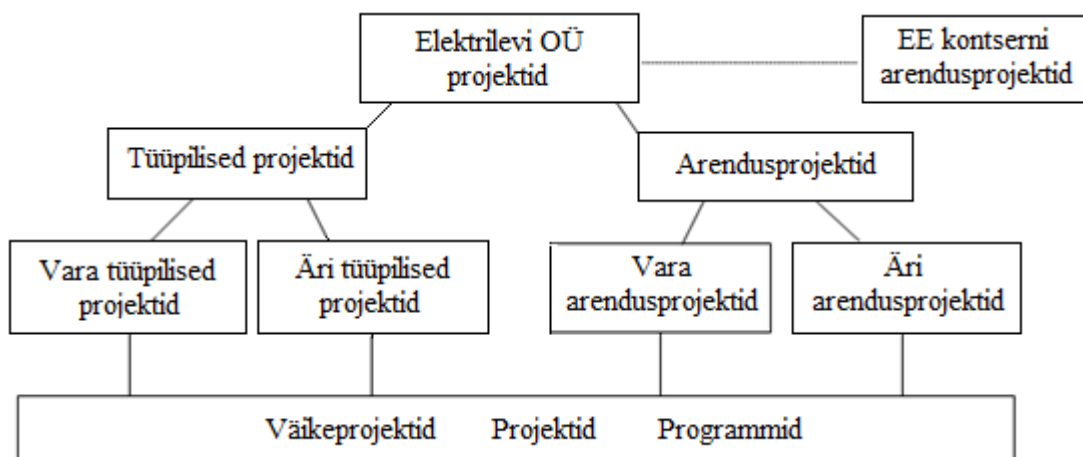 Elektrilevi OÜ
projektid
EE kontserni
arendusprojektid
Tüüpilised projektid
Arendusprojektid
Vara tüüpilised
projektid
Äri tüüpilised
projektid
Vara
arendusprojektid
Äri
arendusprojektid
Väikeprojektid Projektid Programmid